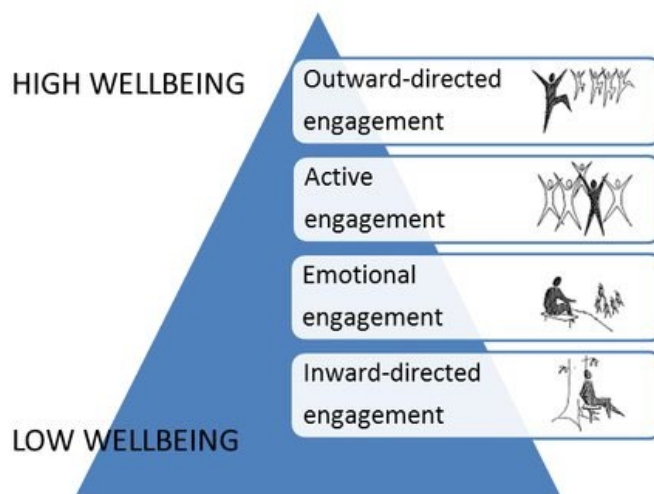 HIGH WELLBEING
Outward-directed
engagement
Active
engagement
Emotional
engagement
Inward-directed
engagement
LOW WELLBEING